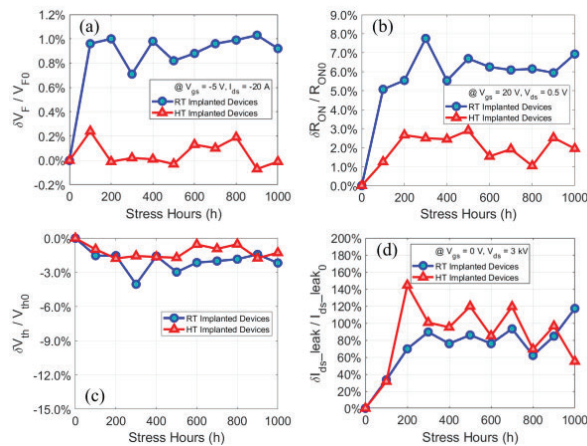 (a)
δV_F / V_F0
1.2%
1.0%
0.8%
0.6%
0.4%
0.2%
0.0%
-0.2%
@ V_gs = -5 V, I_ds = -20 A
RT Implanted Devices
HT Implanted Devices
0 200 400 600 800 1000
Stress Hours (h)
(b)
δR_ON / R_ON0
9.0%
8.0%
7.0%
6.0%
5.0%
4.0%
3.0%
2.0%
1.0%
0.0%
@ V_gs = 20 V, V_ds = 0.5 V
RT Implanted Devices
HT Implanted Devices
0 200 400 600 800 1000
Stress Hours (h)
(c)
δV_th / V_th0
0.0%
-3.0%
-6.0%
-9.0%
-12.0%
-15.0%
RT Implanted Devices
HT Implanted Devices
0 200 400 600 800 1000
Stress Hours (h)
(d)
δI_ds_leak / I_ds_leak_0
200%
180%
160%
140%
120%
100%
80%
60%
40%
20%
0%
@ V_gs = 0 V, V_ds = 3 kV
RT Implanted Devices
HT Implanted Devices
0 200 400 600 800 1000
Stress Hours (h)